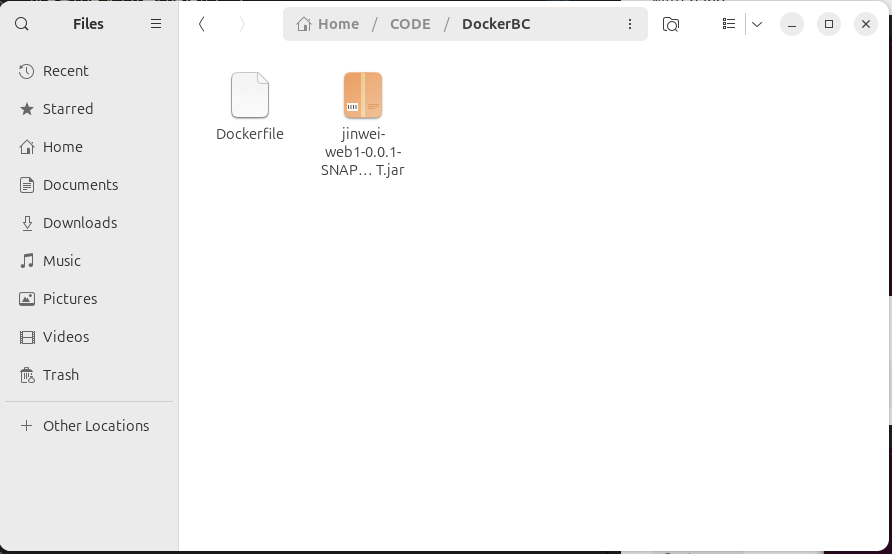 Files
Home / CODE / DockerBC
Recent
Starred
Home
Documents
Downloads
Music
Pictures
Videos
Trash
Other Locations
Dockerfile
jinwei-
web1-0.0.1-
SNAP… T.jar